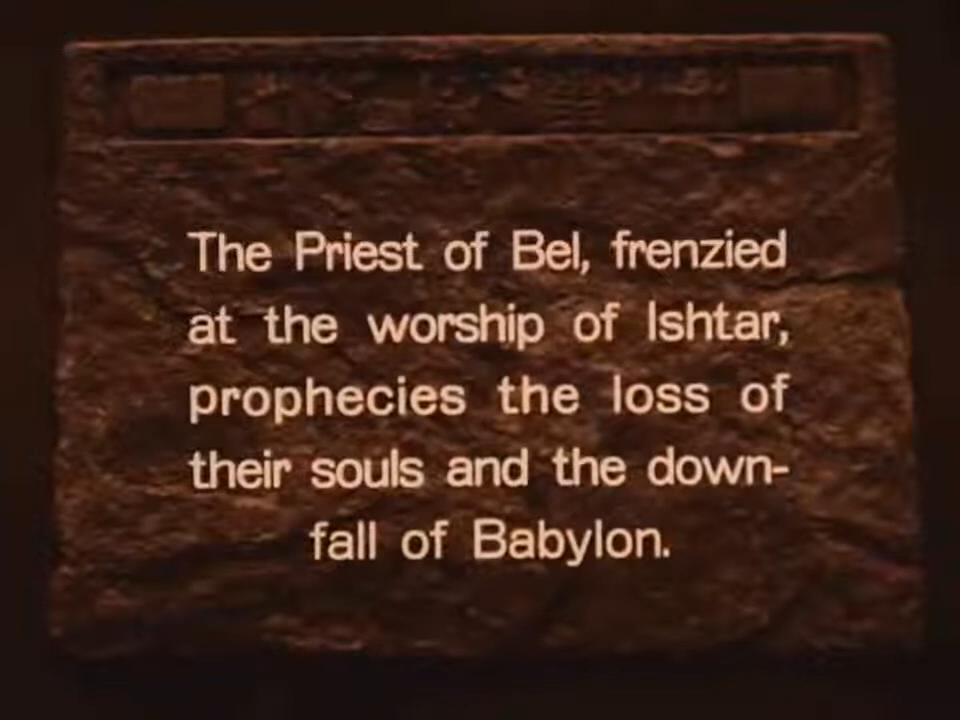 The Priest of Bel, frenzied
at the worship of Ishtar,
prophecies the loss of
their souls and the down-
fall of Babylon.